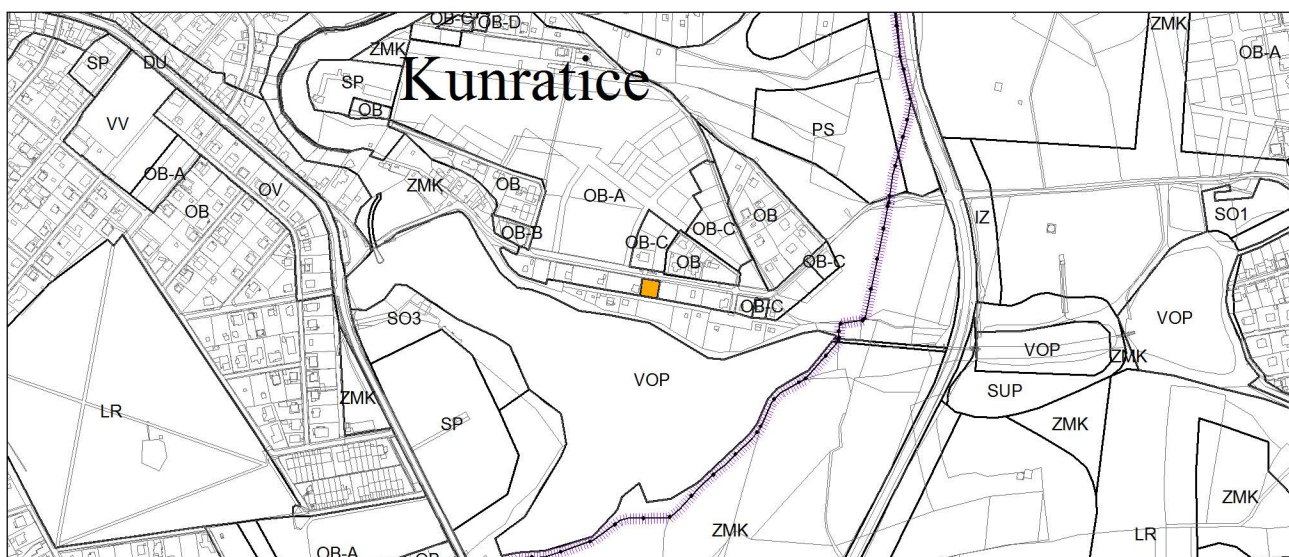 OB-C
OB-D
ZMK
ZMK
OB-A
SP
DU
SP
Kunratice
OB
VV
PS
OB-A
OV
OB
ZMK
OB
OB-A
OB
SO1
IZ
OB-B
OB-C
OB-C
OB
OB-C
OB-C
SO3
VOP
VOP
VOP
ZMK
SUP
ZMK
LR
SP
ZMK
ZMK
ZMK
LR
OB-A
OB